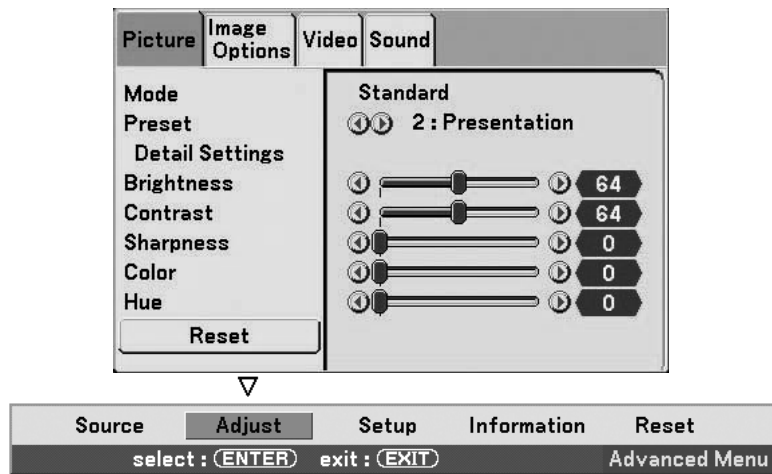 Picture
Image
Options
Video
Sound
Mode Standard
Preset 2 : Presentation
Detail Settings
Brightness 64
Contrast 64
Sharpness 0
Color 0
Hue 0
Reset
Source Adjust Setup Information Reset
select : ENTER exit : EXIT Advanced Menu